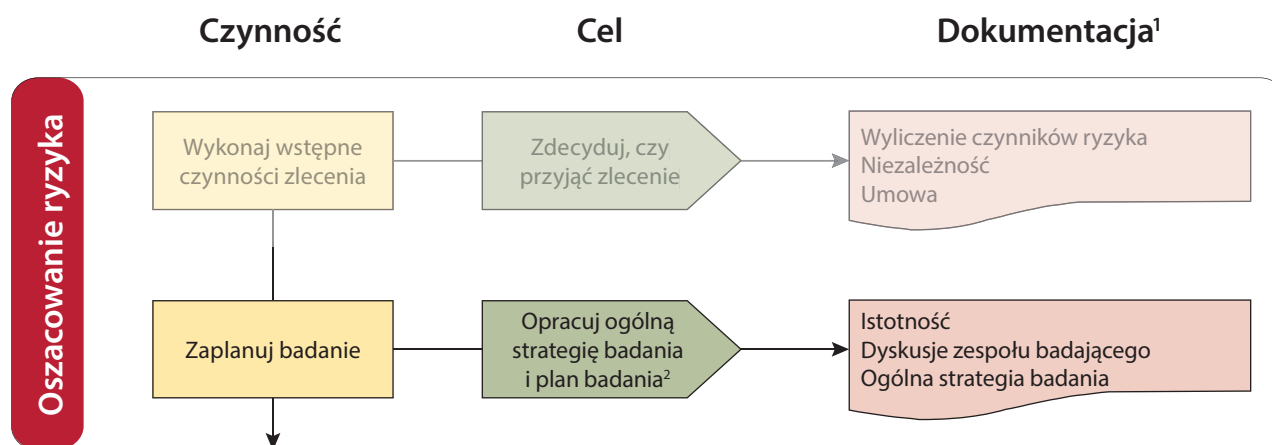 Czynność Cel Dokumentacja¹
Oszacowanie ryzyka
Wykonaj wstępne
czynności zlecenia
Zdecyduj, czy
przyjąć zlecenie
Wyliczenie czynników ryzyka
Niezależność
Umowa
Zaplanuj badanie
Opracuj ogólną
strategię badania
i plan badania²
Istotność
Dyskusje zespołu badającego
Ogólna strategia badania